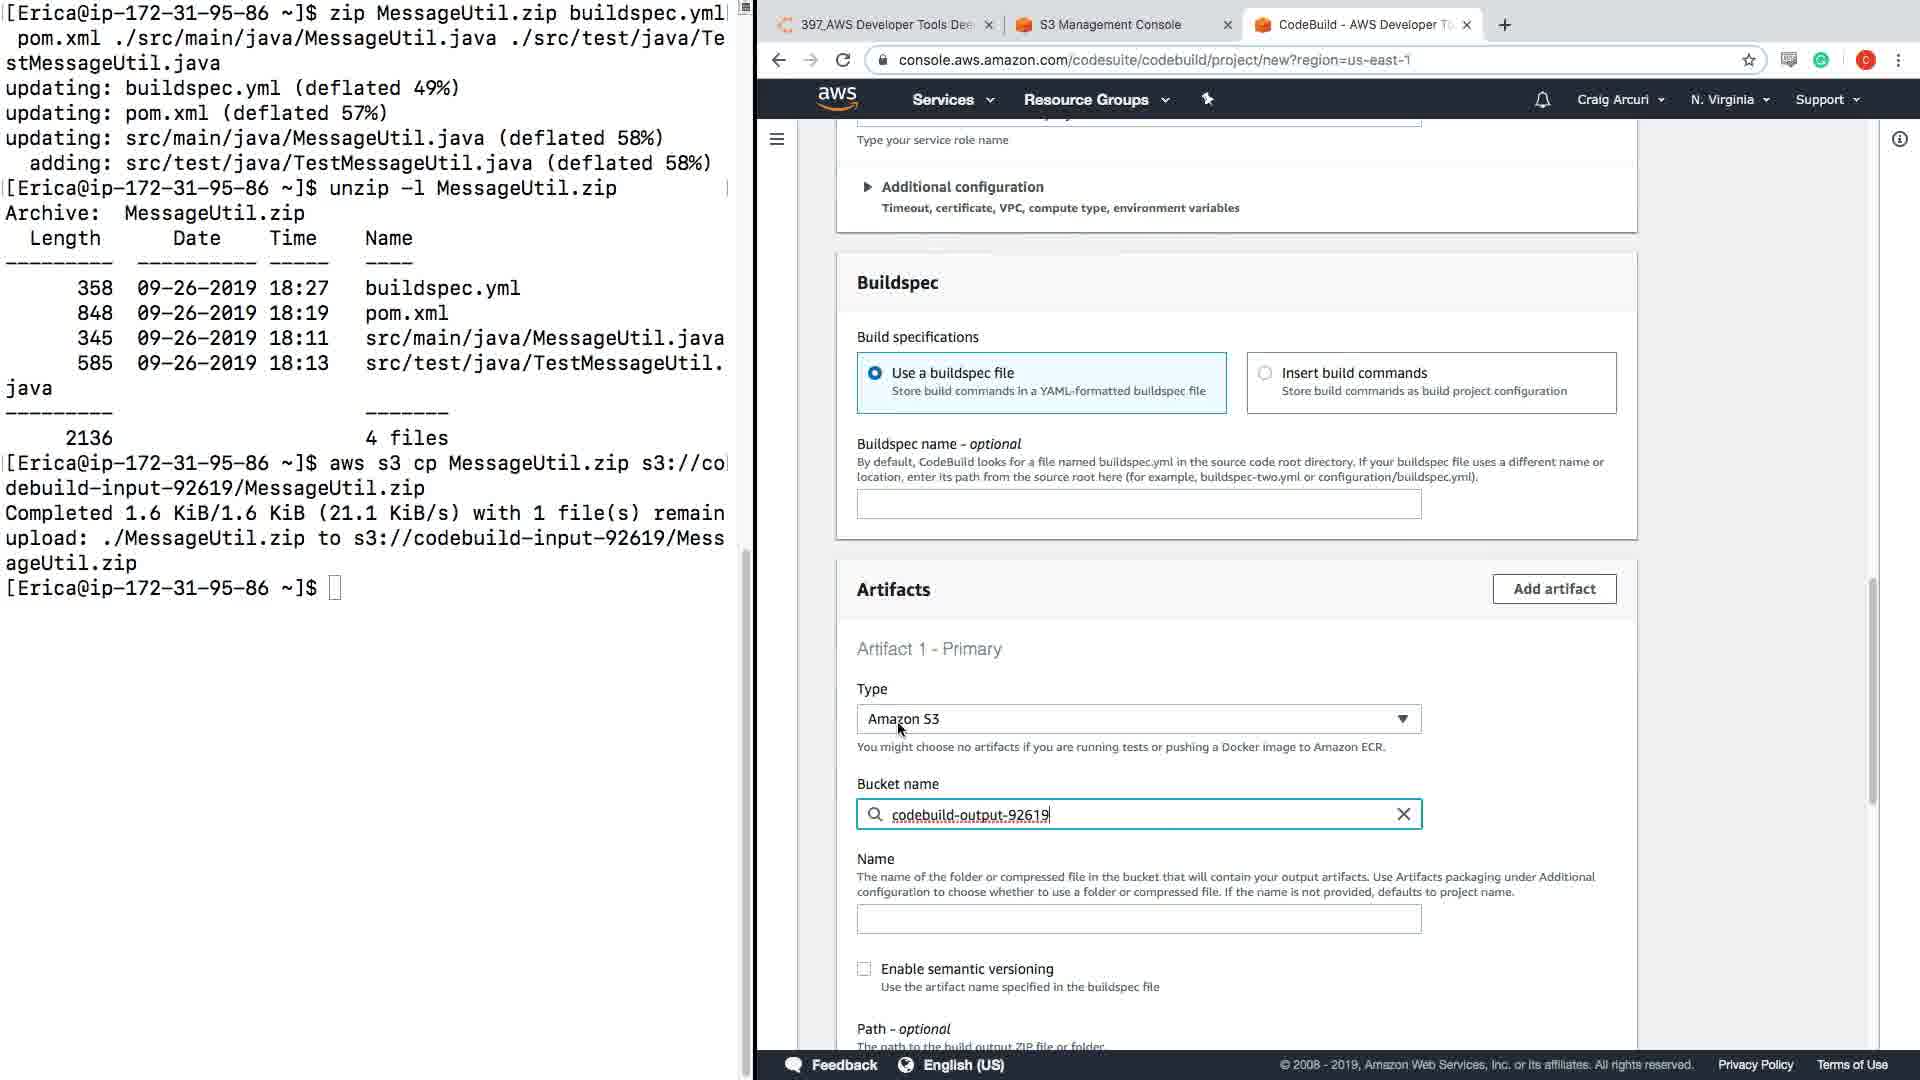 [Erica@ip-172-31-95-86 ~]$ zip MessageUtil.zip buildspec.yml
pom.xml ./src/main/java/MessageUtil.java ./src/test/java/Te
stMessageUtil.java
updating: buildspec.yml (deflated 49%)
updating: pom.xml (deflated 57%)
updating: src/main/java/MessageUtil.java (deflated 58%)
adding: src/test/java/TestMessageUtil.java (deflated 58%)
[Erica@ip-172-31-95-86 ~]$ unzip -l MessageUtil.zip
Archive:  MessageUtil.zip
Length Date Time Name
--------- ---------- ----- ----
358 09-26-2019 18:27 buildspec.yml
848 09-26-2019 18:19 pom.xml
345 09-26-2019 18:11 src/main/java/MessageUtil.java
585 09-26-2019 18:13 src/test/java/TestMessageUtil.
java
--------- -------
2136 4 files
[Erica@ip-172-31-95-86 ~]$ aws s3 cp MessageUtil.zip s3://co
debuild-input-92619/MessageUtil.zip
Completed 1.6 KiB/1.6 KiB (21.1 KiB/s) with 1 file(s) remain
upload: ./MessageUtil.zip to s3://codebuild-input-92619/Mess
ageUtil.zip
[Erica@ip-172-31-95-86 ~]$
397_AWS Developer Tools Dee
S3 Management Console
CodeBuild - AWS Developer To
console.aws.amazon.com/codesuite/codebuild/project/new?region=us-east-1
C
aws
Services
Resource Groups
Craig Arcuri
N. Virginia
Support
Type your service role name
Additional configuration
Timeout, certificate, VPC, compute type, environment variables
Buildspec
Build specifications
Use a buildspec file
Store build commands in a YAML-formatted buildspec file
Insert build commands
Store build commands as build project configuration
Buildspec name - optional
By default, CodeBuild looks for a file named buildspec.yml in the source code root directory. If your buildspec file uses a different name or
location, enter its path from the source root here (for example, buildspec-two.yml or configuration/buildspec.yml).
Artifacts
Add artifact
Artifact 1 - Primary
Type
Amazon S3
You might choose no artifacts if you are running tests or pushing a Docker image to Amazon ECR.
Bucket name
codebuild-output-92619
Name
The name of the folder or compressed file in the bucket that will contain your output artifacts. Use Artifacts packaging under Additional
configuration to choose whether to use a folder or compressed file. If the name is not provided, defaults to project name.
Enable semantic versioning
Use the artifact name specified in the buildspec file
Path - optional
The path to the build output ZIP file or folder.
Feedback
English (US)
© 2008 - 2019, Amazon Web Services, Inc. or its affiliates. All rights reserved.
Privacy Policy
Terms of Use